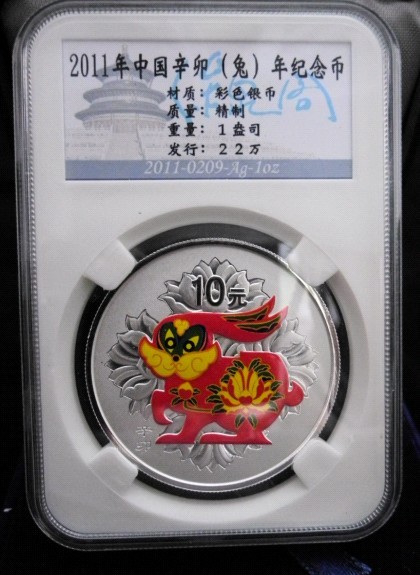 2011年中国辛卯(兔)年纪念币
材质：彩色银币
质量：精制
重量：1盎司
发行：22万
2011-0209-Ag-1oz
10元
辛卯